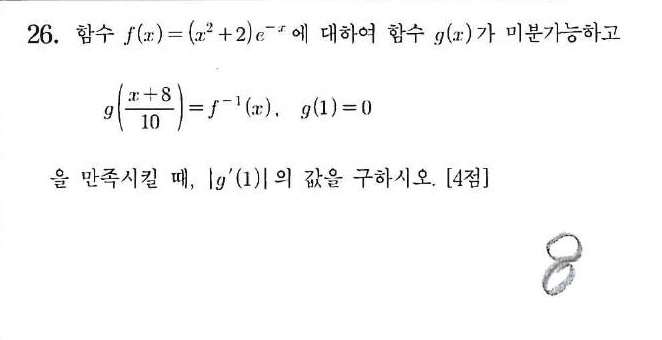 26. 함수 f(x)=(x²+2)e⁻ˣ에 대하여 함수 g(x)가 미분가능하고
g((x+8)/10)=f⁻¹(x), g(1)=0
을 만족시킬 때, |g′(1)|의 값을 구하시오. [4점]
8